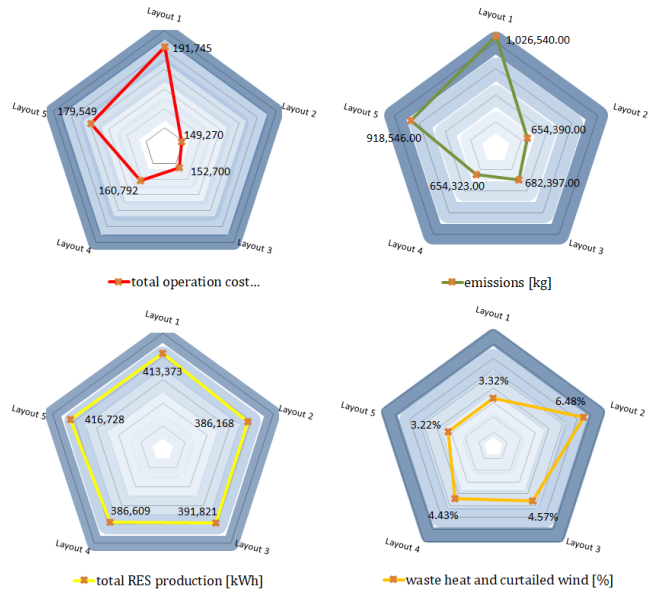 Layout 1
191,745
Layout 2
149,270
Layout 3
152,700
Layout 4
160,792
Layout 5
179,549
total operation cost...
Layout 1
1,026,540.00
Layout 2
654,390.00
Layout 3
682,397.00
Layout 4
654,323.00
Layout 5
918,546.00
emissions [kg]
Layout 1
413,373
Layout 2
386,168
Layout 3
391,821
Layout 4
386,609
Layout 5
416,728
total RES production [kWh]
Layout 1
3.32%
Layout 2
6.48%
Layout 3
4.57%
Layout 4
4.43%
Layout 5
3.22%
waste heat and curtailed wind [%]